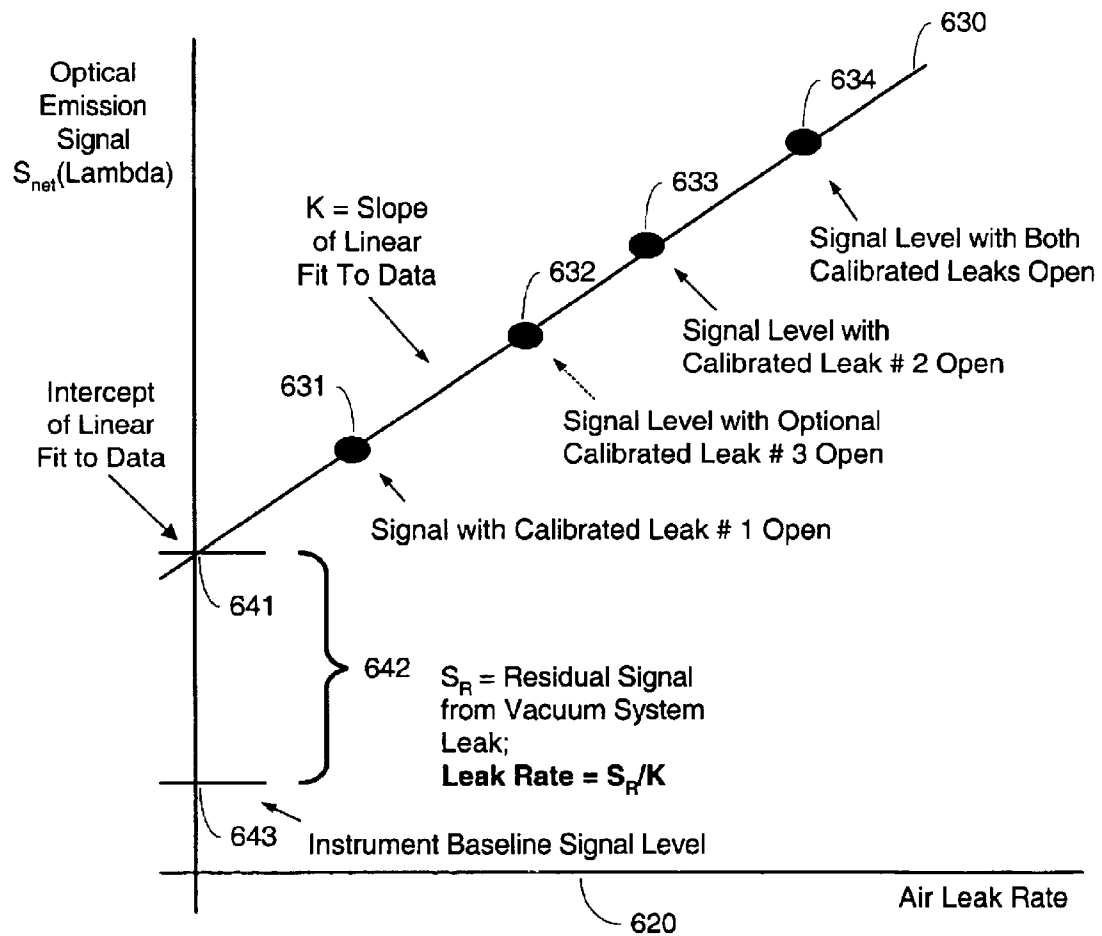 630
Optical
Emission
Signal
S_net(Lambda)
634
633
K = Slope
of Linear
Fit To Data
Signal Level with Both
Calibrated Leaks Open
632
Signal Level with
Calibrated Leak # 2 Open
Intercept
of Linear
Fit to Data
631
Signal Level with Optional
Calibrated Leak # 3 Open
Signal with Calibrated Leak # 1 Open
641
642
S_R = Residual Signal
from Vacuum System
Leak;
Leak Rate = S_R/K
643
Instrument Baseline Signal Level
Air Leak Rate
620